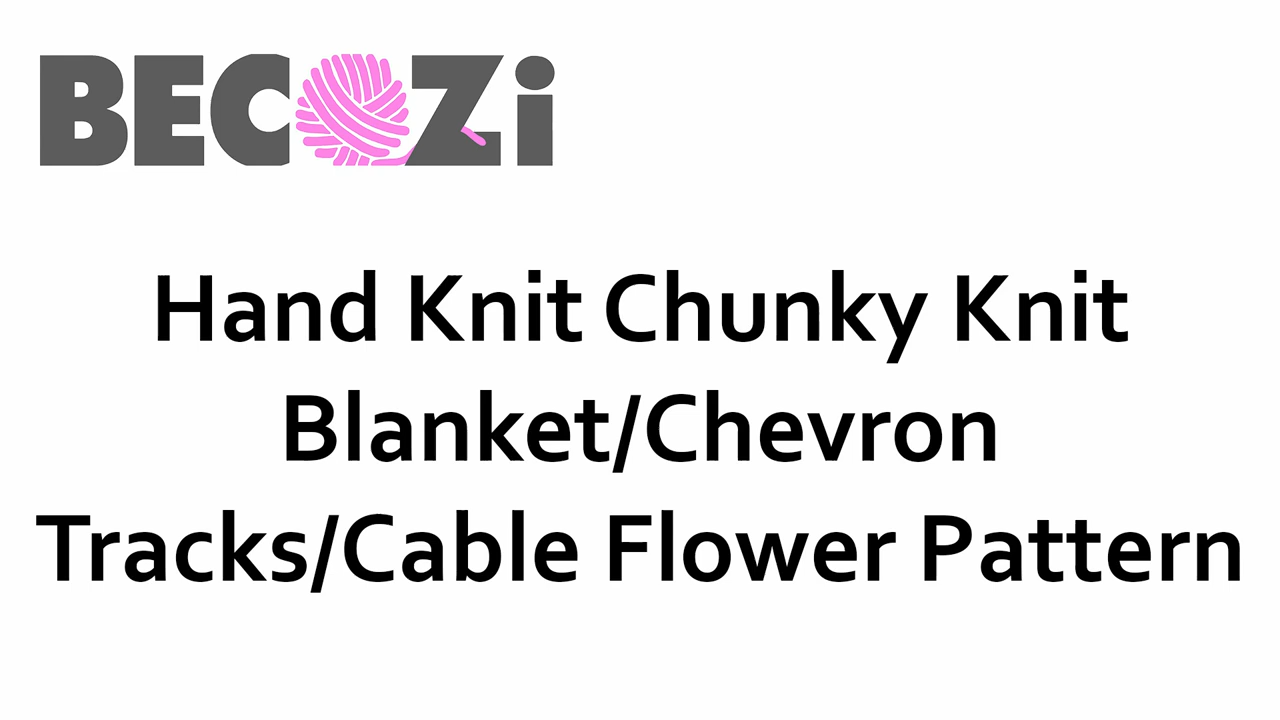 BECOZi
Hand Knit Chunky Knit
Blanket/Chevron
Tracks/Cable Flower Pattern